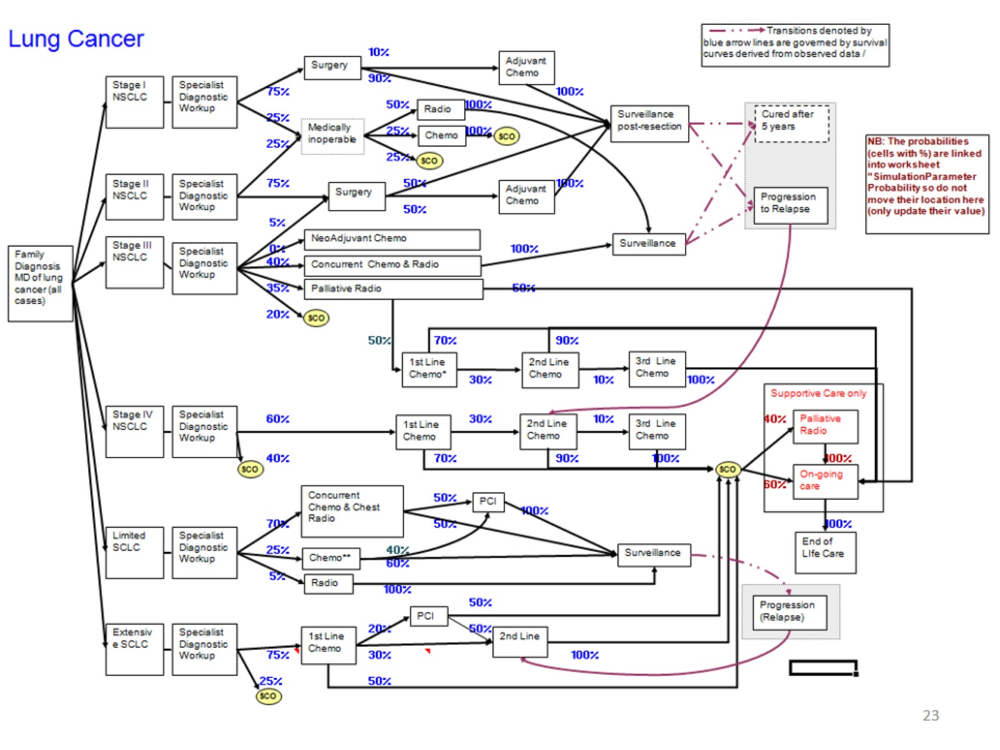 Lung Cancer
Transitions denoted by
blue arrow lines are governed by survival
curves derived from observed data /
10%
Surgery
Adjuvant
Chemo
90%
Stage I
NSCLC
Specialist
Diagnostic
Workup
75%
100%
50%
Radio
100%
25%
Medically
inoperable
25%
Chemo
100%
SCO
25%
25%
SCO
Surveillance
post-resection
Cured after
5 years
NB: The probabilities
(cells with %) are linked
into worksheet
"SimulationParameter
Probability so do not
move their location here
(only update their value)
Stage II
NSCLC
Specialist
Diagnostic
Workup
75%
Surgery
50%
50%
Adjuvant
Chemo
100%
Progression
to Relapse
5%
Stage III
NSCLC
Specialist
Diagnostic
Workup
0%
NeoAdjuvant Chemo
40%
Concurrent Chemo & Radio
100%
Surveillance
35%
Palliative Radio
50%
20%
SCO
Family
Diagnosis
MD of lung
cancer (all
cases)
50%
70%
90%
1st Line
Chemo*
30%
2nd Line
Chemo
10%
3rd Line
Chemo
100%
Supportive Care only
Stage IV
NSCLC
Specialist
Diagnostic
Workup
60%
1st Line
Chemo
30%
2nd Line
Chemo
10%
3rd Line
Chemo
40%
Palliative
Radio
40%
SCO
70%
90%
100%
SCO
100%
60%
On-going
care
100%
End of
LIfe Care
Limited
SCLC
Specialist
Diagnostic
Workup
70%
Concurrent
Chemo & Chest
Radio
50%
PCI
100%
50%
25%
Chemo**
40%
60%
Surveillance
5%
Radio
100%
Progression
(Relapse)
Extensiv
e SCLC
Specialist
Diagnostic
Workup
75%
1st Line
Chemo
20%
PCI
50%
50%
30%
2nd Line
100%
25%
SCO
50%
23